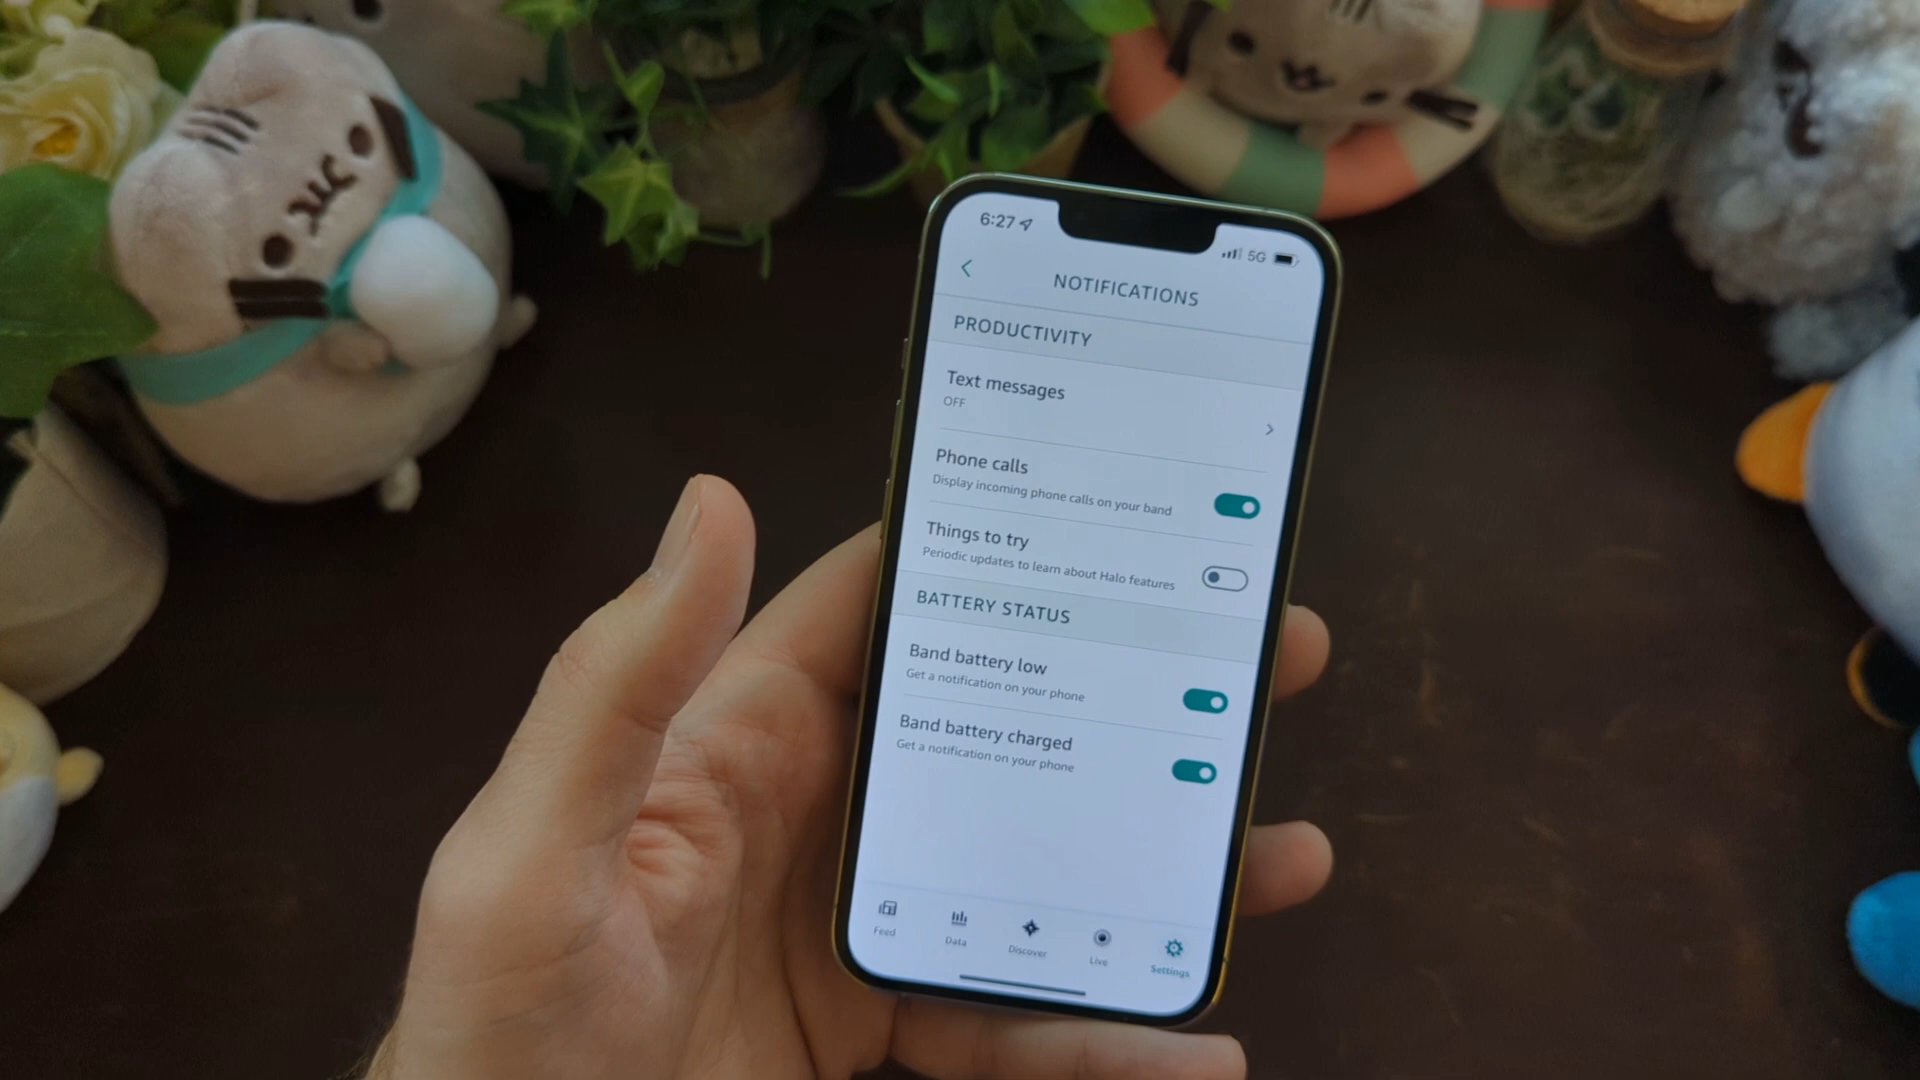 6:27
5G
NOTIFICATIONS
PRODUCTIVITY
Text messages
OFF
Phone calls
Display incoming phone calls on your band
Things to try
Periodic updates to learn about Halo features
BATTERY STATUS
Band battery low
Get a notification on your phone
Band battery charged
Get a notification on your phone
Feed Data Discover Live Settings